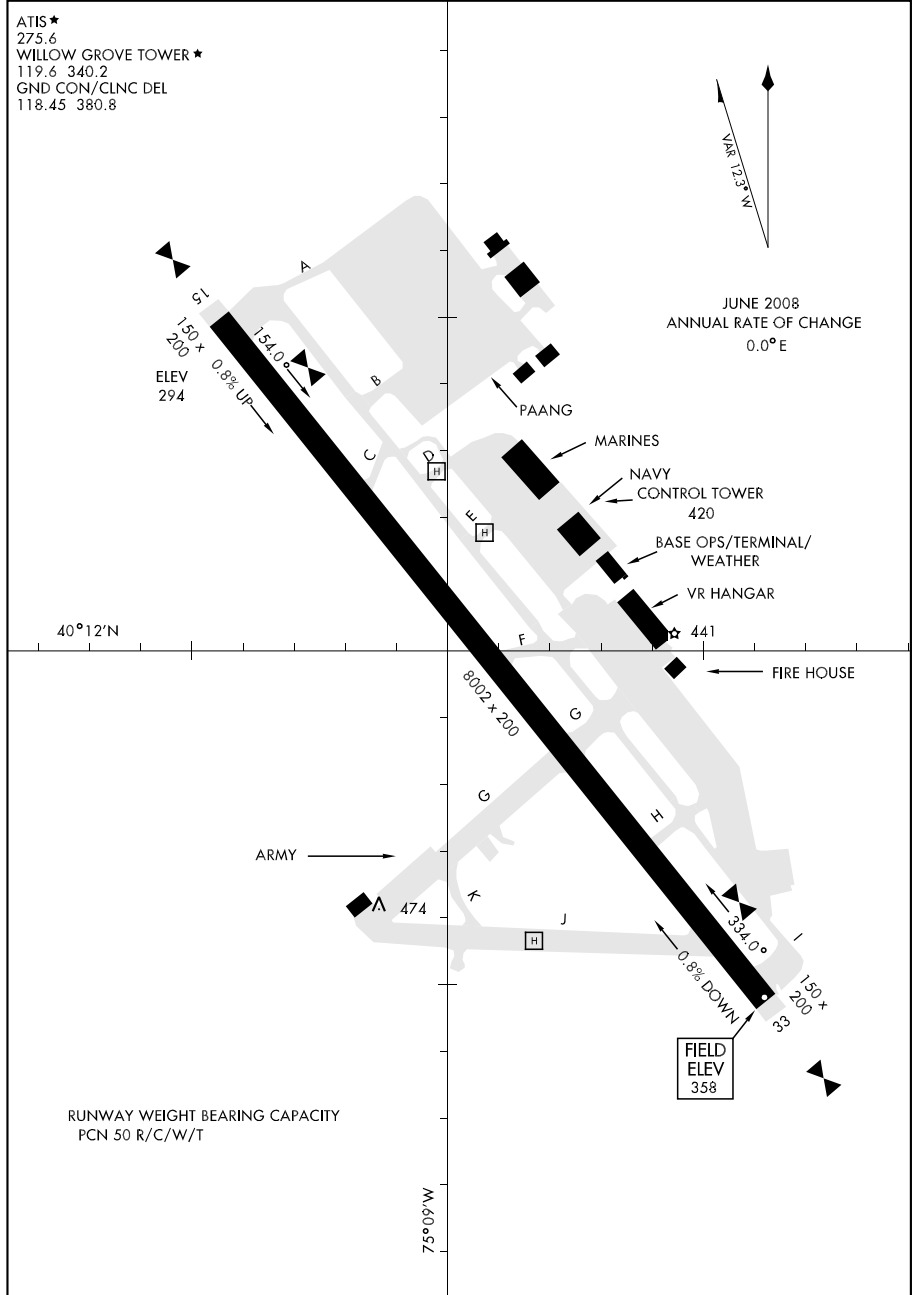 ATIS★
275.6
WILLOW GROVE TOWER★
119.6 340.2
GND CON/CLNC DEL
118.45 380.8
VAR 12.3° W
JUNE 2008
ANNUAL RATE OF CHANGE
0.0° E
A
15
150 x
200
154.0°
0.8% UP
ELEV
294
B
PAANG
C
D
H
MARINES
NAVY
CONTROL TOWER
420
E
H
BASE OPS/TERMINAL/
WEATHER
VR HANGAR
441
40°12'N
F
FIRE HOUSE
8002 x 200
G
G
H
ARMY
474
K
J
H
334.0°
I
0.8% DOWN
150 x
200
33
FIELD
ELEV
358
RUNWAY WEIGHT BEARING CAPACITY
PCN 50 R/C/W/T
75°09'W